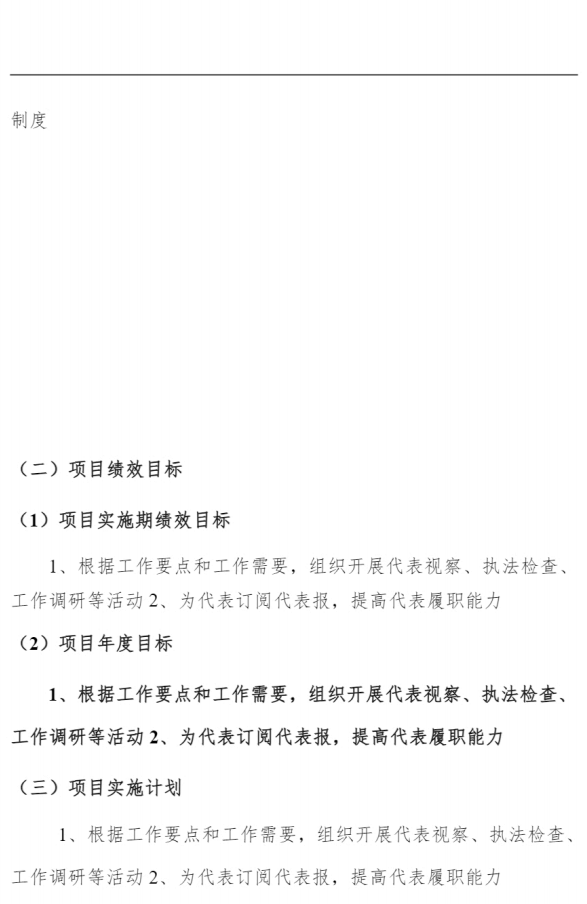 制度
（二）项目绩效目标
（1）项目实施期绩效目标
1、根据工作要点和工作需要，组织开展代表视察、执法检查、
工作调研等活动 2、为代表订阅代表报，提高代表履职能力
（2）项目年度目标
1、根据工作要点和工作需要，组织开展代表视察、执法检查、
工作调研等活动 2、为代表订阅代表报，提高代表履职能力
（三）项目实施计划
1、根据工作要点和工作需要，组织开展代表视察、执法检查、
工作调研等活动 2、为代表订阅代表报，提高代表履职能力